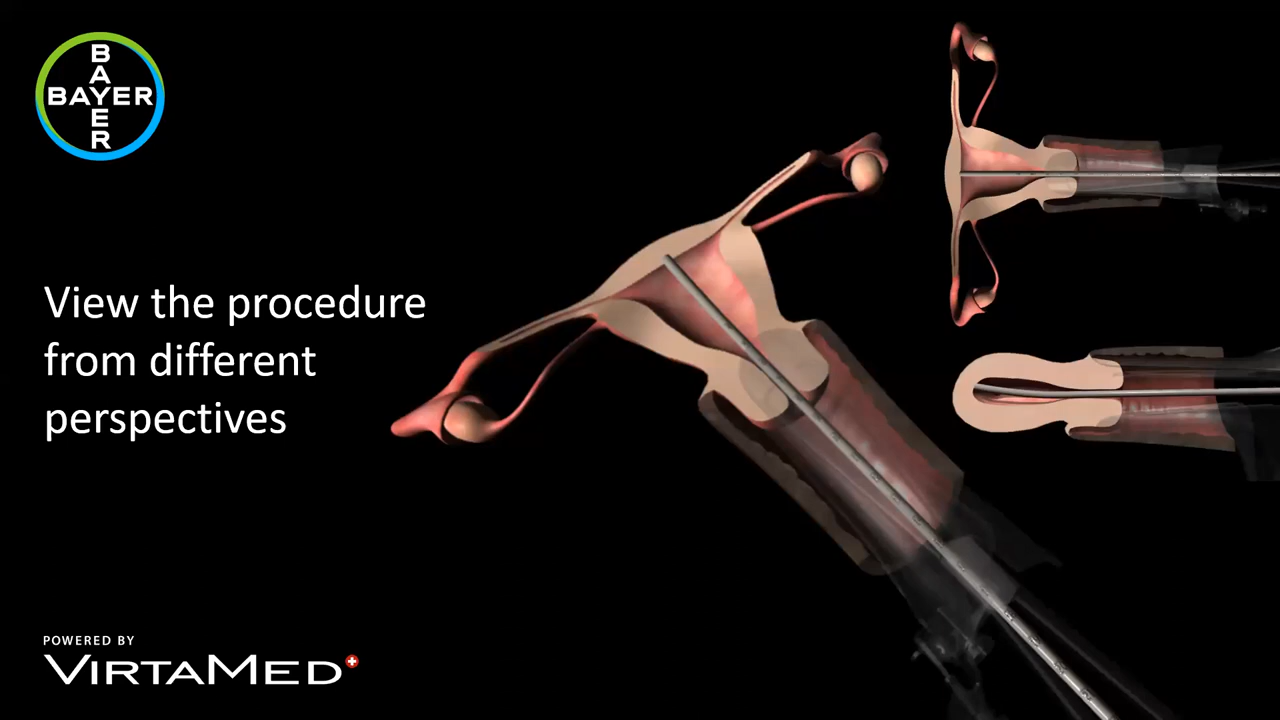 BAYER
BAYER
View the procedure
from different
perspectives
POWERED BY
VIRTAMED